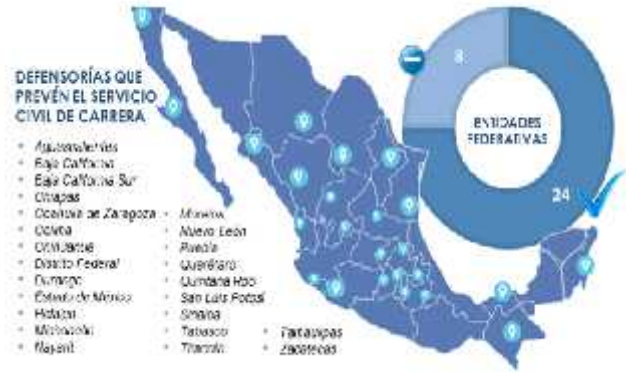 DEFENSORÍAS QUE
PREVÉN EL SERVICIO
CIVIL DE CARRERA
• Aguascalientes
• Baja California
• Baja California Sur
• Chiapas
• Coahuila de Zaragoza
• Colima
• Chihuahua
• Distrito Federal
• Durango
• Estado de México
• Hidalgo
• Michoacán
• Nayarit
• Morelos
• Nuevo León
• Puebla
• Querétaro
• Quintana Roo
• San Luis Potosí
• Sinaloa
• Tabasco
• Tlaxcala
• Tamaulipas
• Zacatecas
8
ENTIDADES
FEDERATIVAS
24